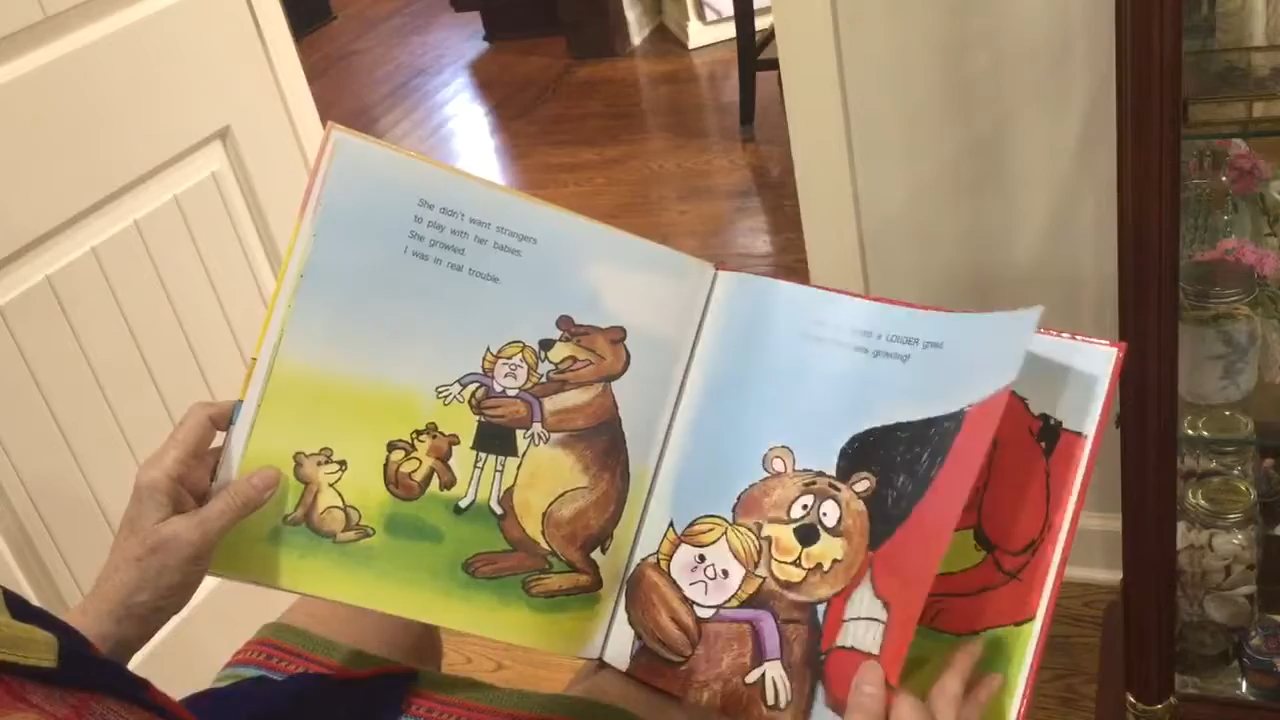 She didn't want strangers
to play with her babies.
She growled.
I was in real trouble.
a LOUDER growl.
growling!